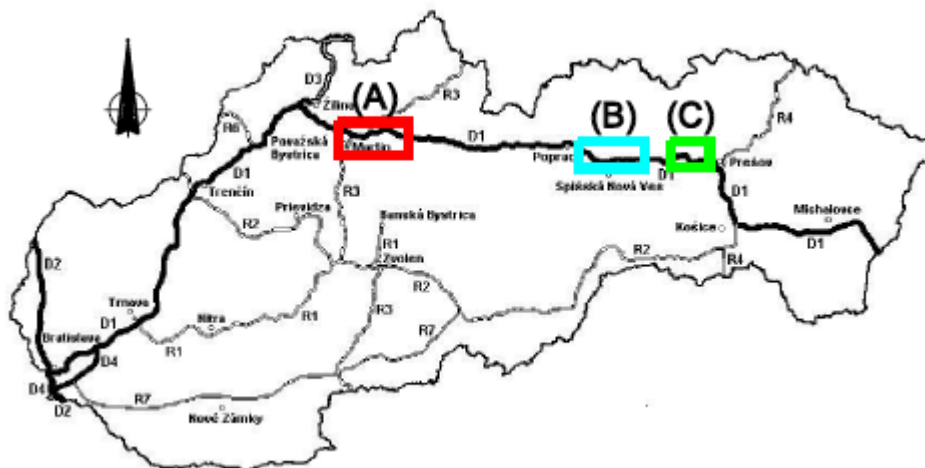 D3
Žilina
(A)
R3
(B)
(C)
R4
R6
Považská
Bystrica
Martin
D1
Poprad
D1
Prešov
D1
Trenčín
R3
Spišská Nová Ves
D1
Prievidza
R2
Banská Bystrica
Michalovce
Košice
D1
D2
R1
Zvolen
R2
R4
R2
Trnava
D1
Nitra
R1
R3
R7
Bratislava
D4
R1
D4
D2
R7
Nové Zámky